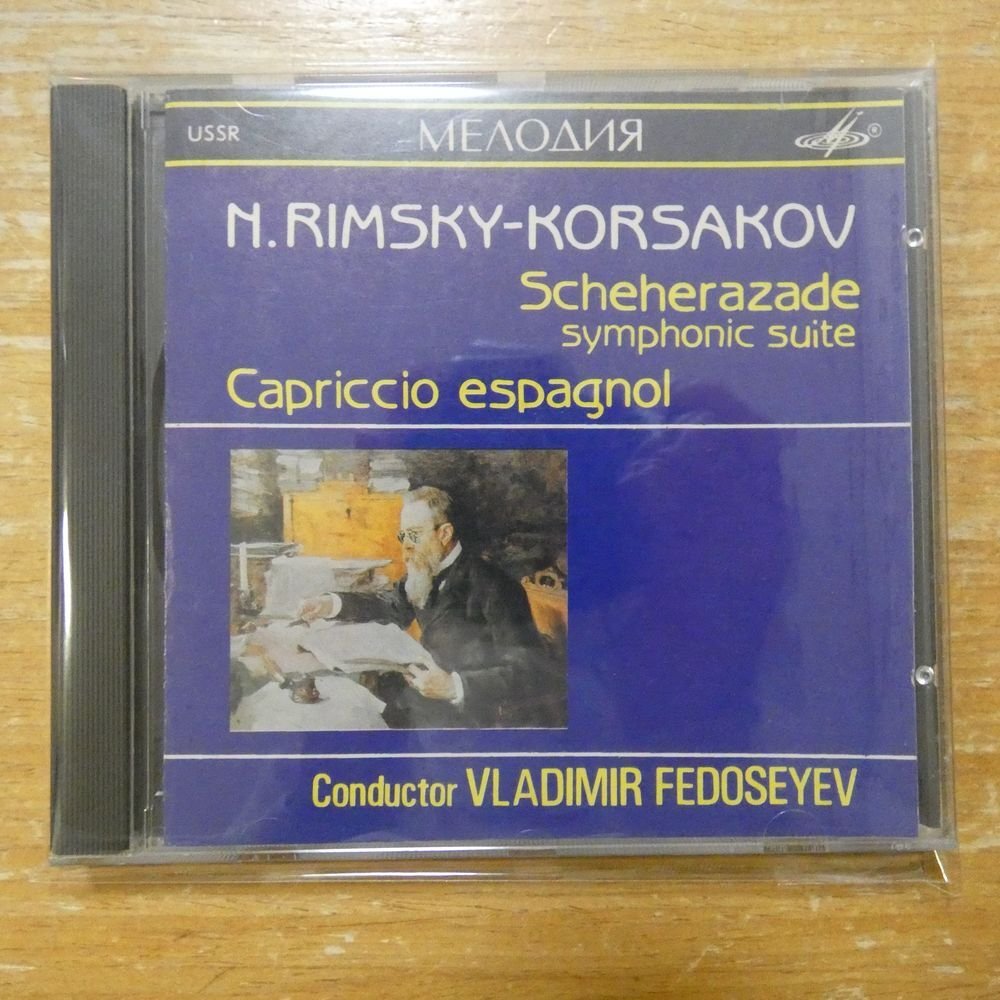 USSR МЕЛОДИЯ ®
N. RIMSKY-KORSAKOV
Scheherazade
symphonic suite
Capriccio espagnol
Conductor VLADIMIR FEDOSEYEV